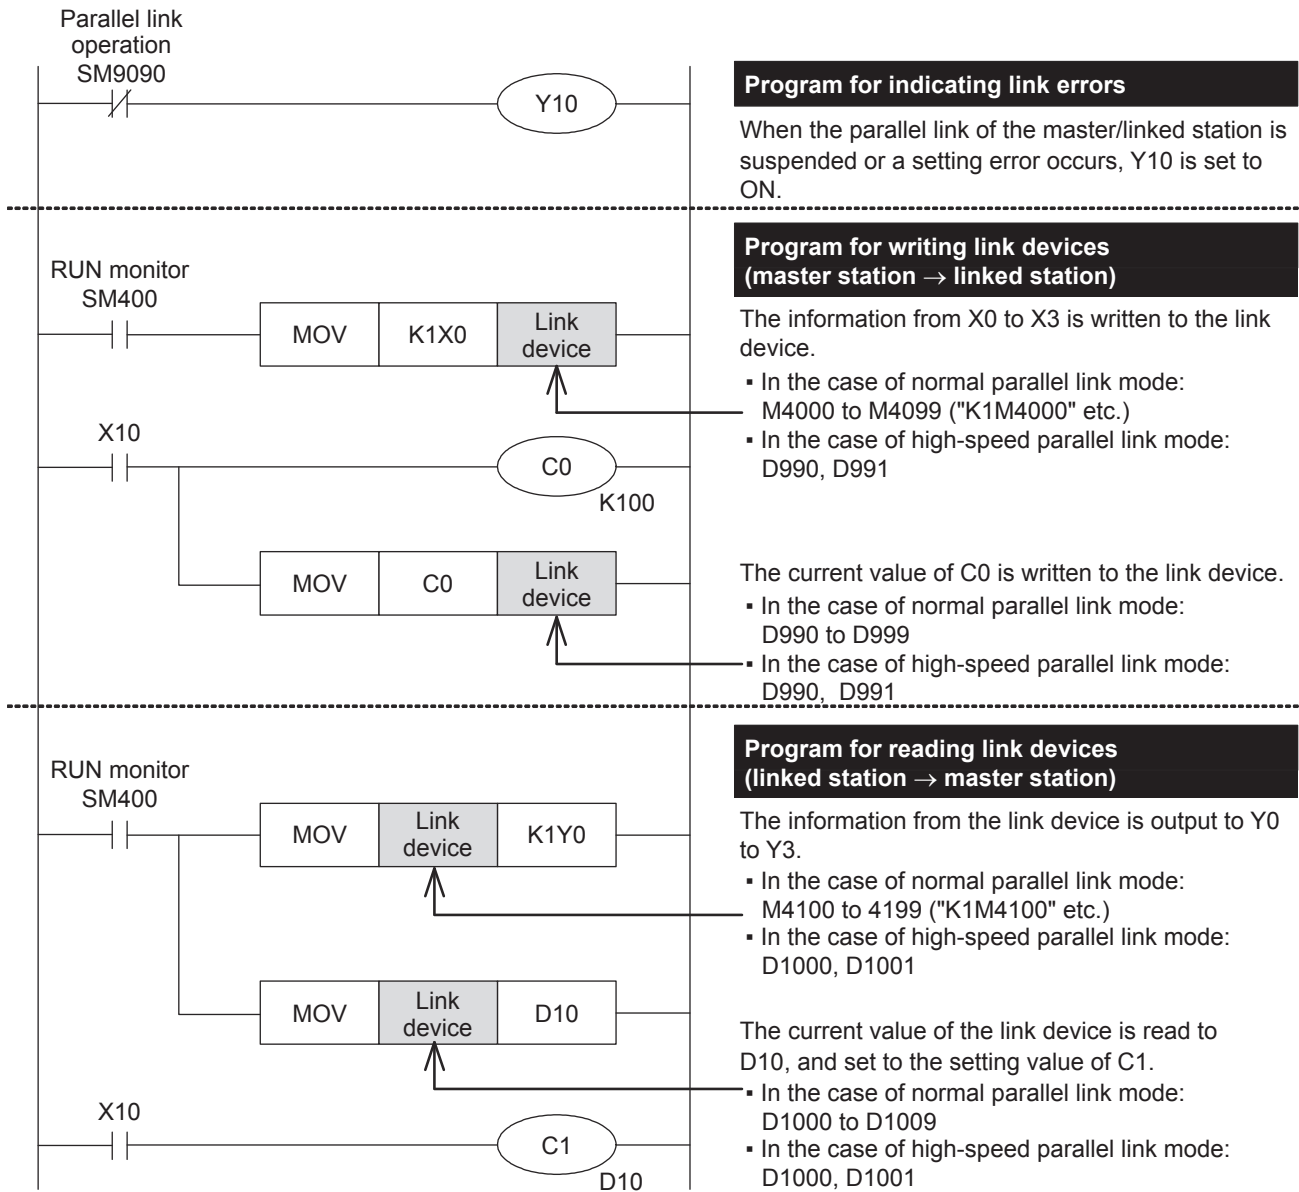 Parallel link
operation
SM9090
Y10
Program for indicating link errors
When the parallel link of the master/linked station is
suspended or a setting error occurs, Y10 is set to
ON.
RUN monitor
SM400
MOV K1X0 Link
device
Program for writing link devices
(master station → linked station)
The information from X0 to X3 is written to the link
device.
▪ In the case of normal parallel link mode:
M4000 to M4099 ("K1M4000" etc.)
▪ In the case of high-speed parallel link mode:
D990, D991
X10
C0
K100
MOV C0 Link
device
The current value of C0 is written to the link device.
▪ In the case of normal parallel link mode:
D990 to D999
▪ In the case of high-speed parallel link mode:
D990, D991
RUN monitor
SM400
MOV Link
device K1Y0
Program for reading link devices
(linked station → master station)
The information from the link device is output to Y0
to Y3.
▪ In the case of normal parallel link mode:
M4100 to 4199 ("K1M4100" etc.)
▪ In the case of high-speed parallel link mode:
D1000, D1001
MOV Link
device D10
The current value of the link device is read to
D10, and set to the setting value of C1.
▪ In the case of normal parallel link mode:
D1000 to D1009
▪ In the case of high-speed parallel link mode:
D1000, D1001
X10
C1
D10